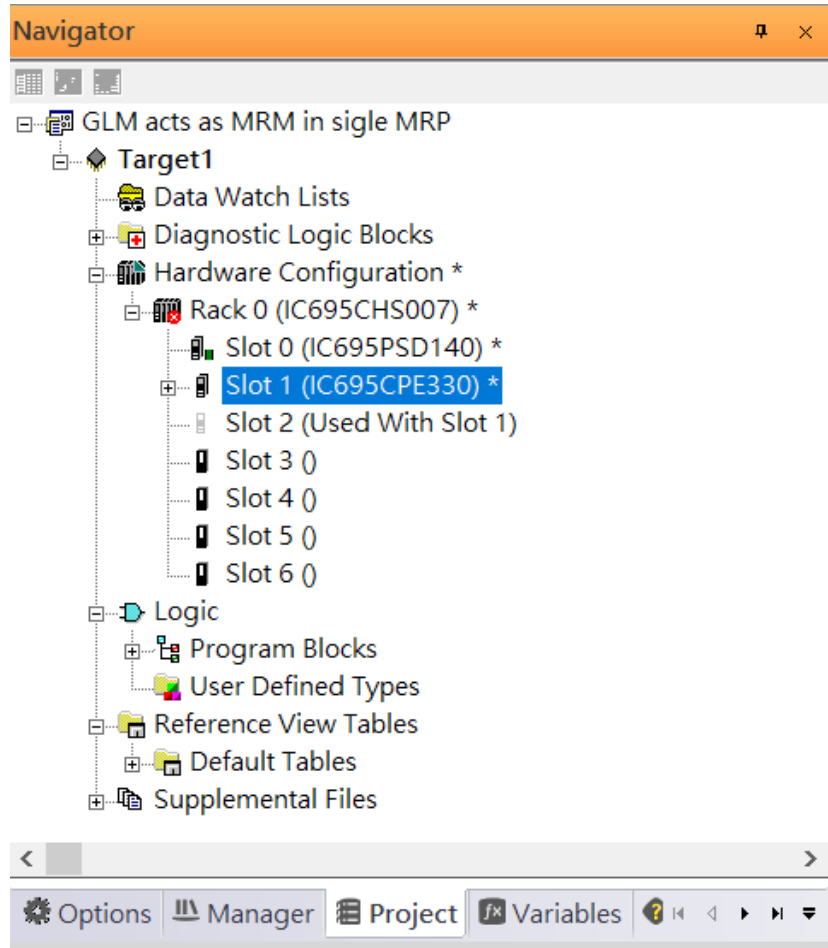 Navigator
GLM acts as MRM in sigle MRP
Target1
Data Watch Lists
Diagnostic Logic Blocks
Hardware Configuration *
Rack 0 (IC695CHS007) *
Slot 0 (IC695PSD140) *
Slot 1 (IC695CPE330) *
Slot 2 (Used With Slot 1)
Slot 3 ()
Slot 4 ()
Slot 5 ()
Slot 6 ()
Logic
Program Blocks
User Defined Types
Reference View Tables
Default Tables
Supplemental Files
Options Manager Project Variables